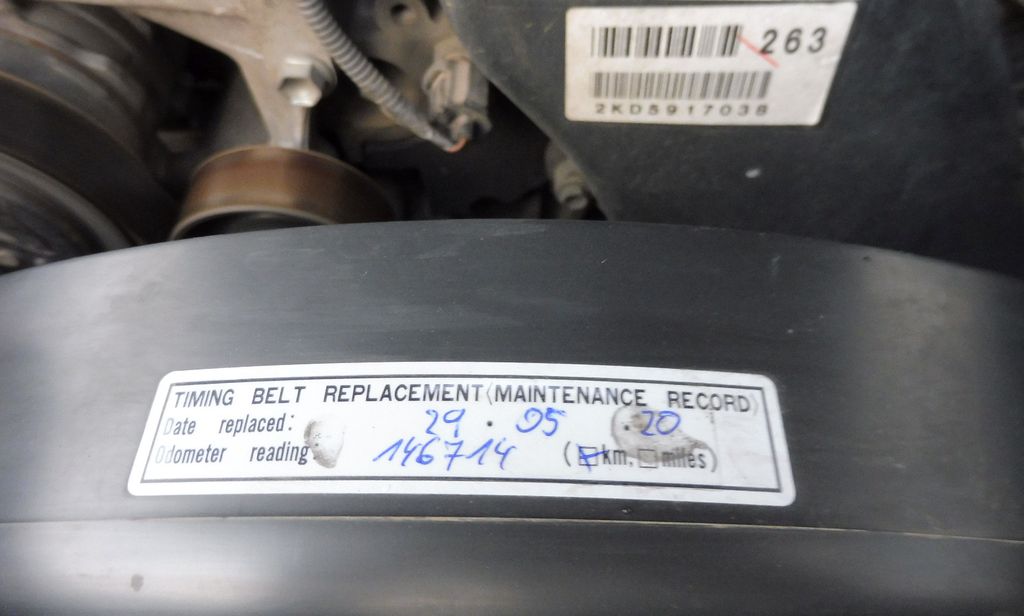 263
2KD5917038
TIMING BELT REPLACEMENT (MAINTENANCE RECORD)
Date replaced: 29 . 05 20
Odometer reading 146714 (km, miles)